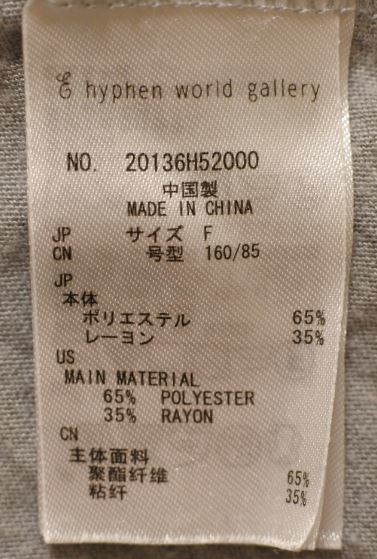 E hyphen world gallery
NO. 20136H52000
中国製
MADE IN CHINA
JP サイズ F
CN 号型 160/85
JP
本体
ポリエステル 65%
レーヨン 35%
US
MAIN MATERIAL
65% POLYESTER
35% RAYON
CN
主体面料
聚酯纤维 65%
粘纤 35%